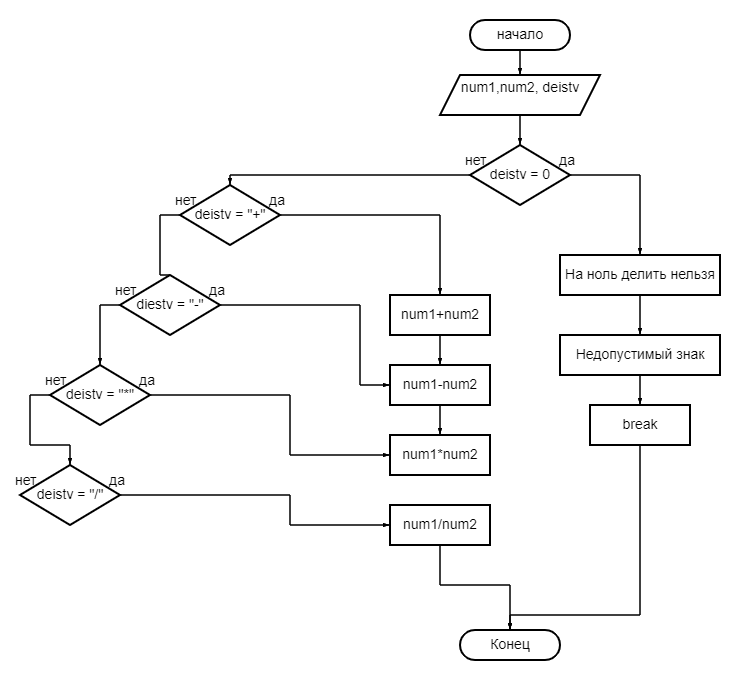 начало
num1,num2, deistv
нет
да
deistv = 0
нет
да
deistv = "+"
На ноль делить нельзя
нет
да
diestv = "-"
num1+num2
Недопустимый знак
нет
да
deistv = "*"
num1-num2
break
num1*num2
нет
да
deistv = "/"
num1/num2
Конец